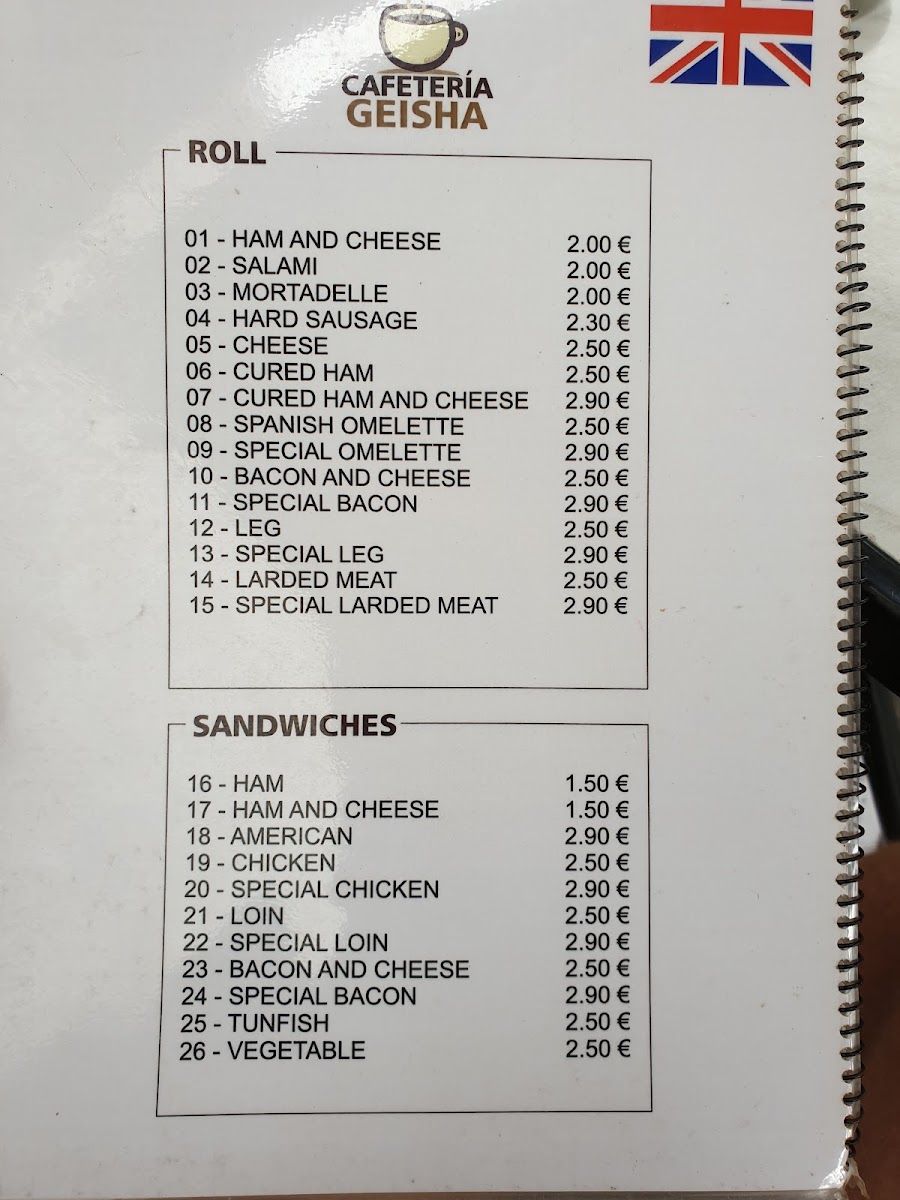 CAFETERÍA
GEISHA
ROLL
01 - HAM AND CHEESE 2.00 €
02 - SALAMI 2.00 €
03 - MORTADELLE 2.00 €
04 - HARD SAUSAGE 2.30 €
05 - CHEESE 2.50 €
06 - CURED HAM 2.50 €
07 - CURED HAM AND CHEESE 2.90 €
08 - SPANISH OMELETTE 2.50 €
09 - SPECIAL OMELETTE 2.90 €
10 - BACON AND CHEESE 2.50 €
11 - SPECIAL BACON 2.90 €
12 - LEG 2.50 €
13 - SPECIAL LEG 2.90 €
14 - LARDED MEAT 2.50 €
15 - SPECIAL LARDED MEAT 2.90 €
SANDWICHES
16 - HAM 1.50 €
17 - HAM AND CHEESE 1.50 €
18 - AMERICAN 2.90 €
19 - CHICKEN 2.50 €
20 - SPECIAL CHICKEN 2.90 €
21 - LOIN 2.50 €
22 - SPECIAL LOIN 2.90 €
23 - BACON AND CHEESE 2.50 €
24 - SPECIAL BACON 2.90 €
25 - TUNFISH 2.50 €
26 - VEGETABLE 2.50 €